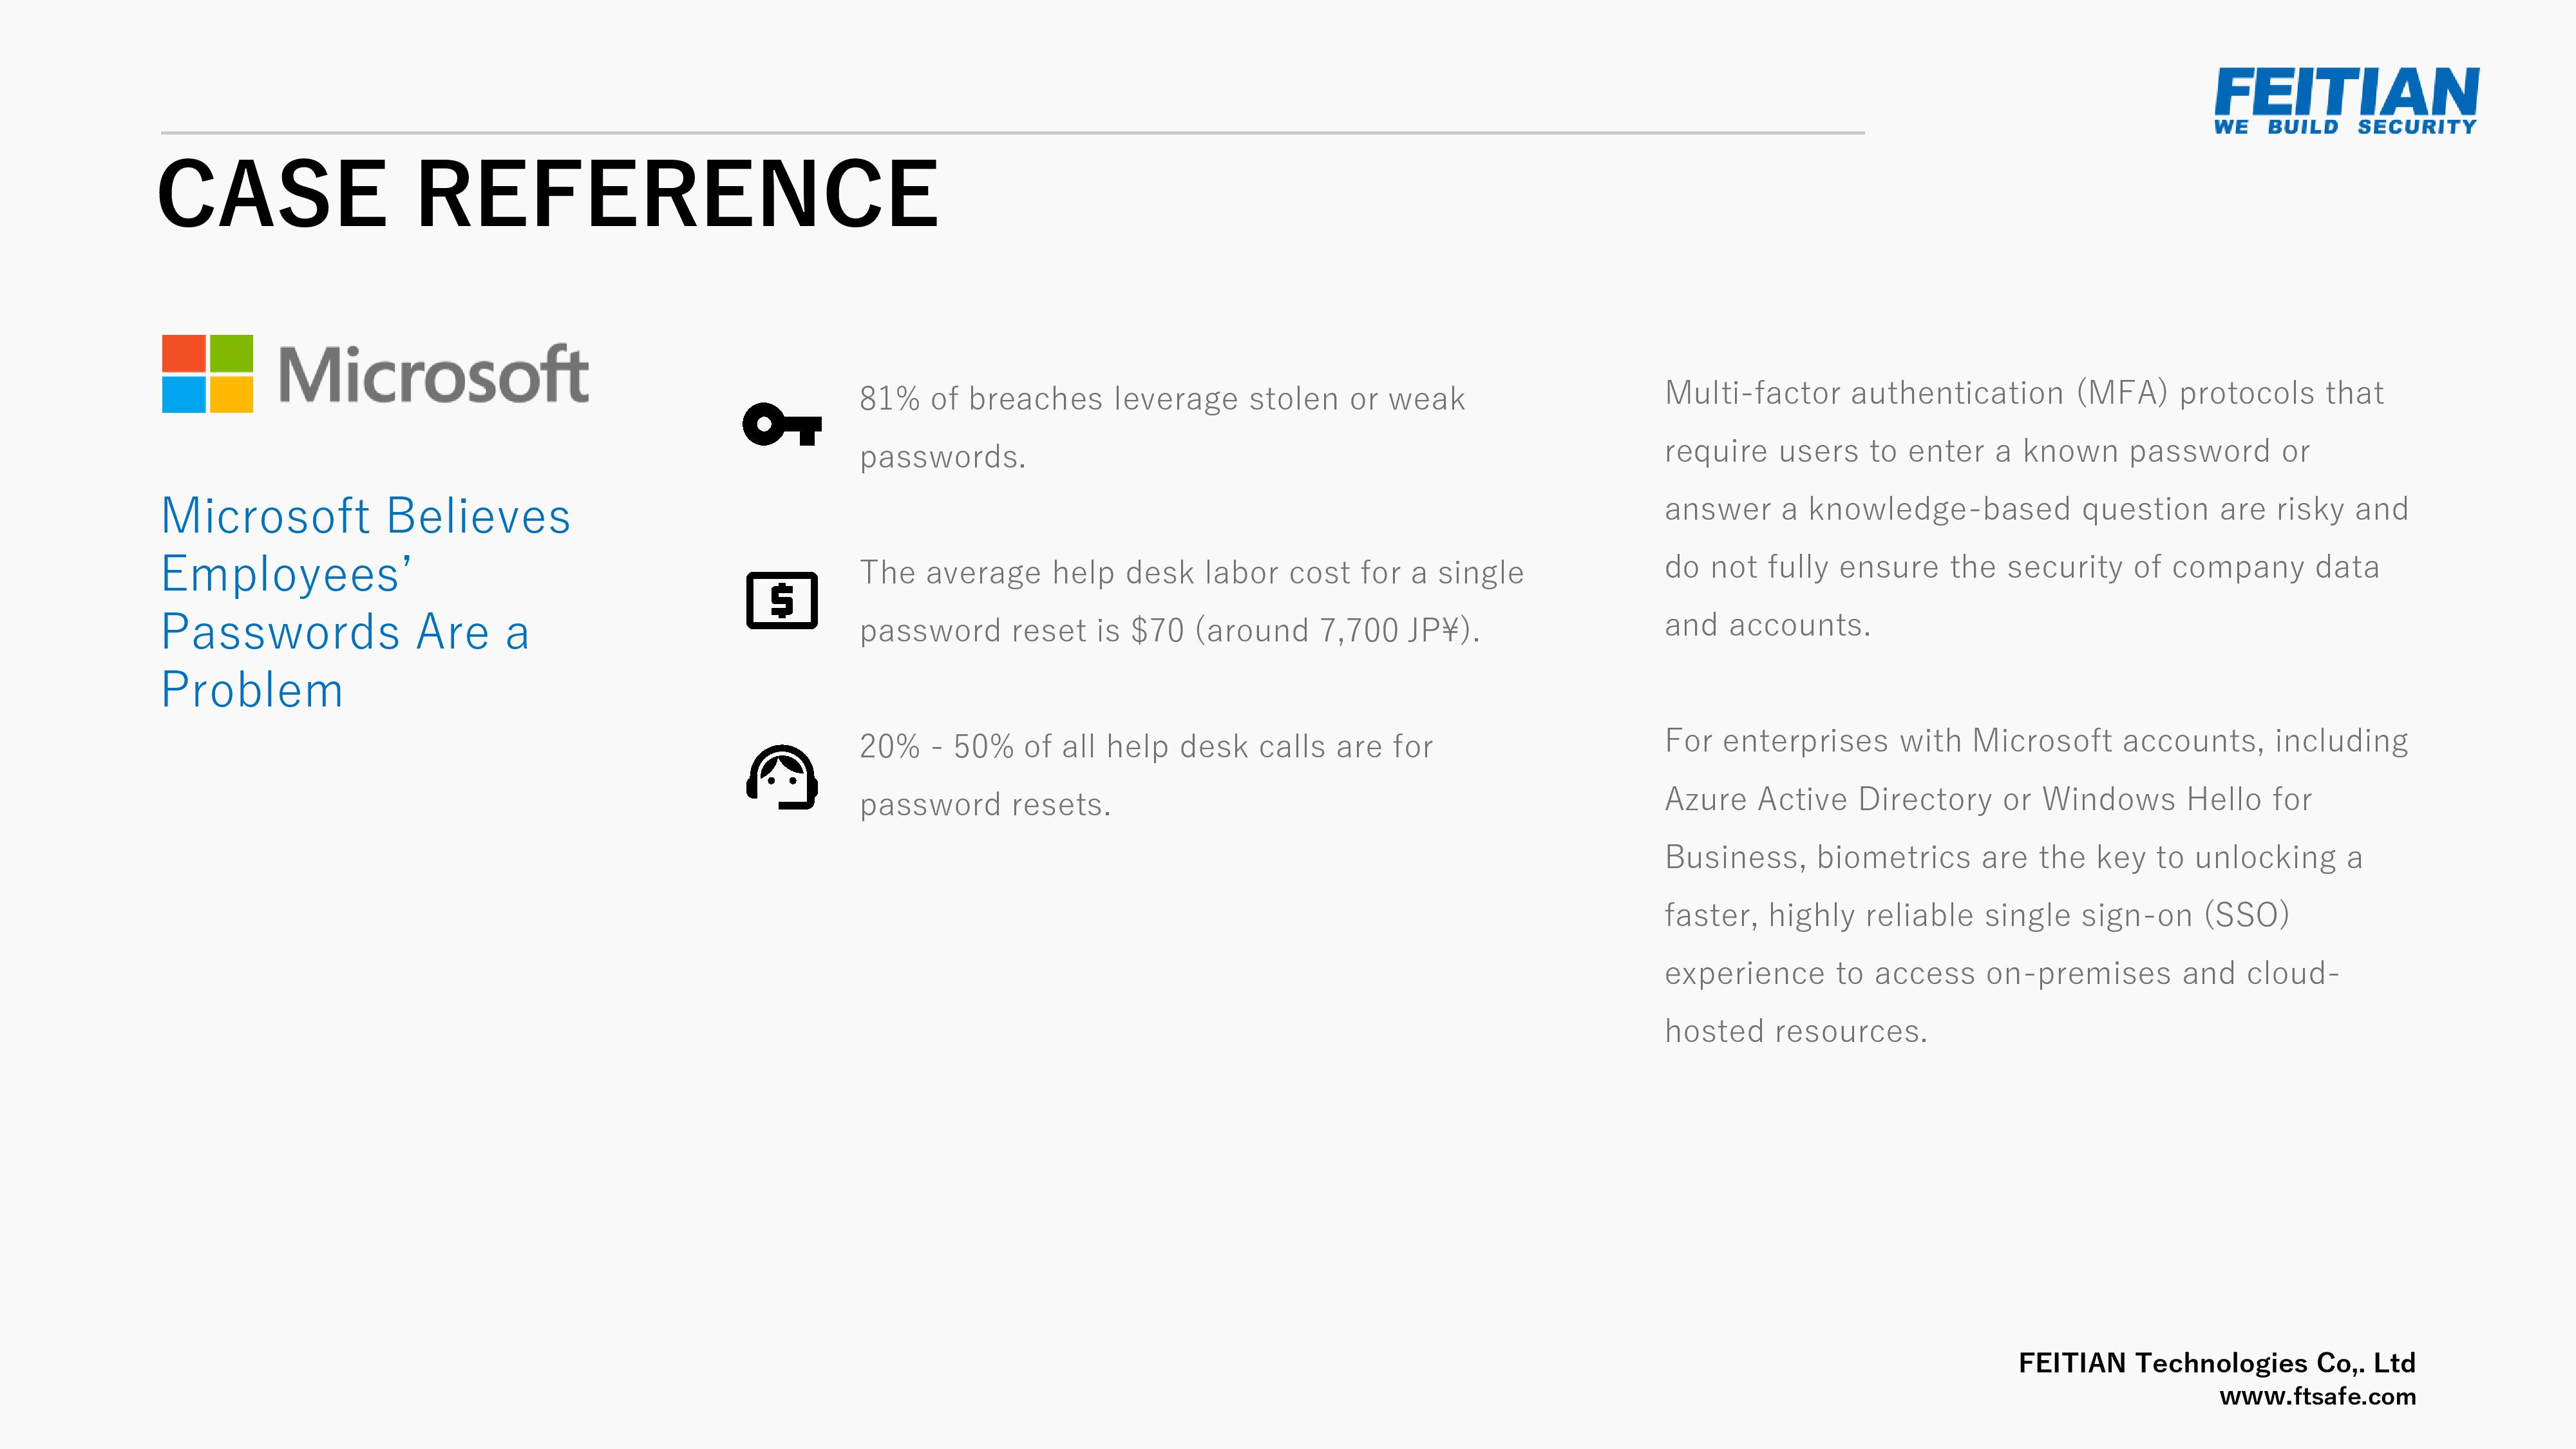 FEITIAN
WE BUILD SECURITY
CASE REFERENCE
Microsoft
Microsoft Believes
Employees’
Passwords Are a
Problem
81% of breaches leverage stolen or weak
passwords.
The average help desk labor cost for a single
password reset is $70 (around 7,700 JP¥).
20% - 50% of all help desk calls are for
password resets.
Multi-factor authentication (MFA) protocols that
require users to enter a known password or
answer a knowledge-based question are risky and
do not fully ensure the security of company data
and accounts.
For enterprises with Microsoft accounts, including
Azure Active Directory or Windows Hello for
Business, biometrics are the key to unlocking a
faster, highly reliable single sign-on (SSO)
experience to access on-premises and cloud-
hosted resources.
FEITIAN Technologies Co,. Ltd
www.ftsafe.com